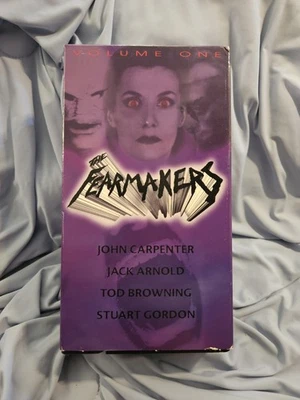 VOLUME ONE
THE
FEARMAKERS
JOHN CARPENTER
JACK ARNOLD
TOD BROWNING
STUART GORDON